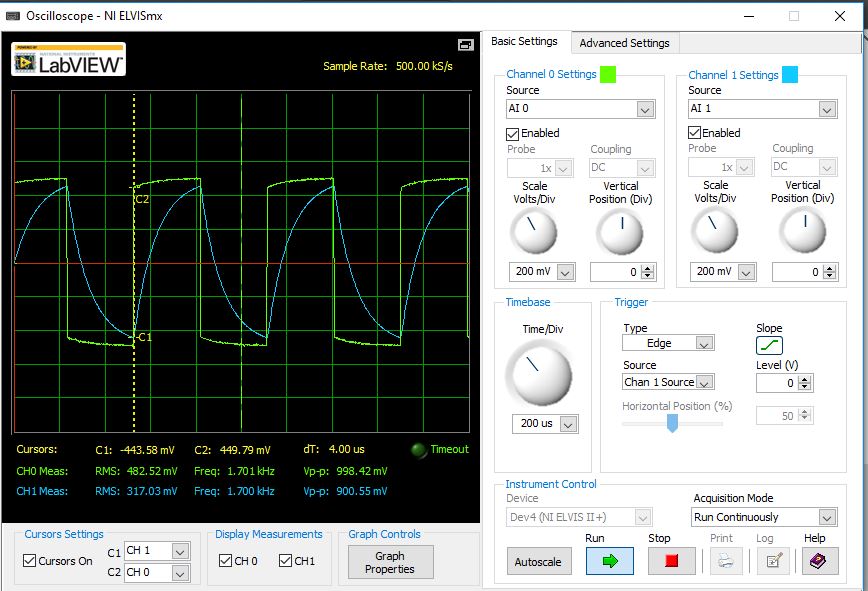 Oscilloscope - NI ELVISmx
POWERED BY
NATIONAL INSTRUMENTS
LabVIEW™
Sample Rate: 500.00 kS/s
C2
C1
Cursors: C1: -443.58 mV C2: 449.79 mV dT: 4.00 us Timeout
CH0 Meas: RMS: 482.52 mV Freq: 1.701 kHz Vp-p: 998.42 mV
CH1 Meas: RMS: 317.03 mV Freq: 1.700 kHz Vp-p: 900.55 mV
Cursors Settings
Cursors On
C1 CH 1
C2 CH 0
Display Measurements
CH 0 CH1
Graph Controls
Graph
Properties
Basic Settings Advanced Settings
Channel 0 Settings
Source
AI 0
Enabled
Probe Coupling
1x DC
Scale Vertical
Volts/Div Position (Div)
200 mV 0
Channel 1 Settings
Source
AI 1
Enabled
Probe Coupling
1x DC
Scale Vertical
Volts/Div Position (Div)
200 mV 0
Timebase
Time/Div
200 us
Trigger
Type Slope
Edge
Source Level (V)
Chan 1 Source 0
Horizontal Position (%)
50
Instrument Control
Device Acquisition Mode
Dev4 (NI ELVIS II+) Run Continuously
Run Stop Print Log Help
Autoscale